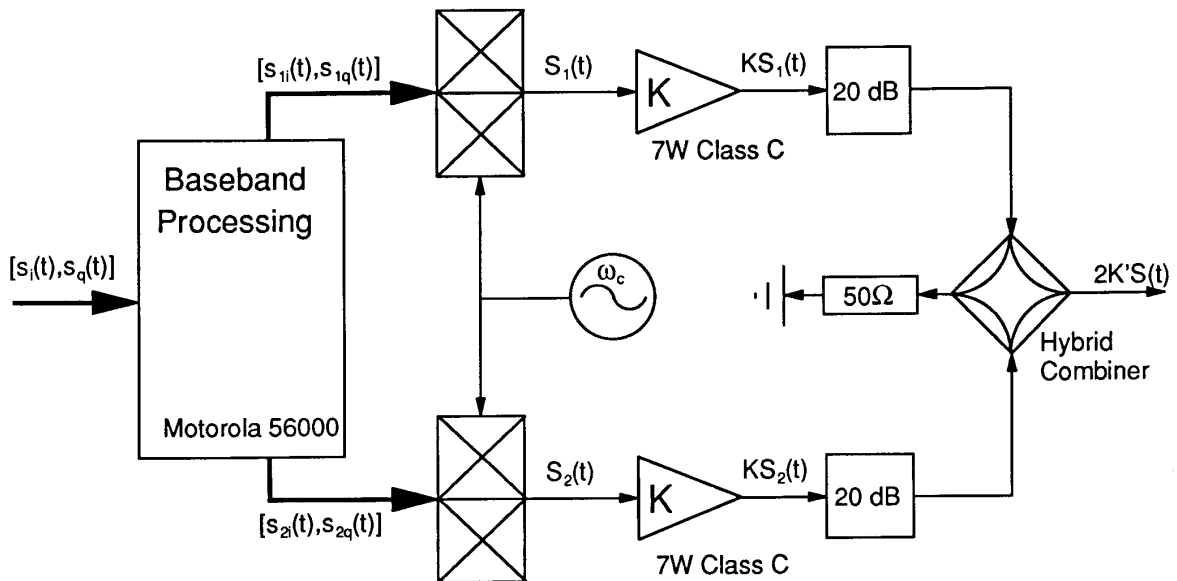 [s1i(t),s1q(t)]
S1(t)
K
7W Class C
KS1(t)
20 dB
Baseband
Processing
Motorola 56000
[si(t),sq(t)]
ωc
50Ω
2K'S(t)
Hybrid
Combiner
[s2i(t),s2q(t)]
S2(t)
K
7W Class C
KS2(t)
20 dB